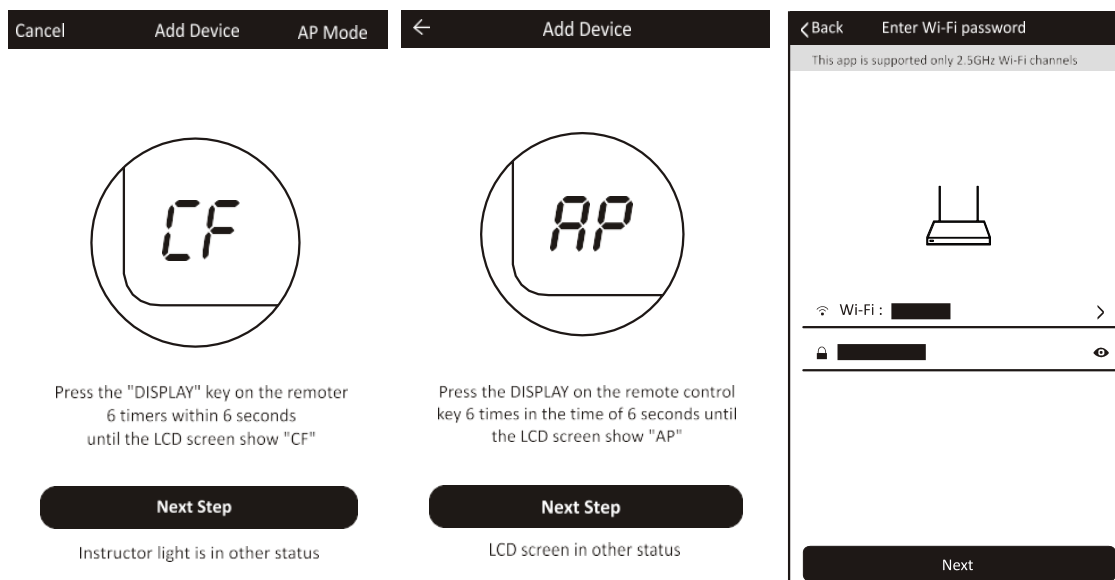 Cancel Add Device AP Mode
CF
Press the "DISPLAY" key on the remoter
6 timers within 6 seconds
until the LCD screen show "CF"
Next Step
Instructor light is in other status
Add Device
AP
Press the DISPLAY on the remote control
key 6 times in the time of 6 seconds until
the LCD screen show "AP"
Next Step
LCD screen in other status
Back Enter Wi-Fi password
This app is supported only 2.5GHz Wi-Fi channels
Wi-Fi :
Next